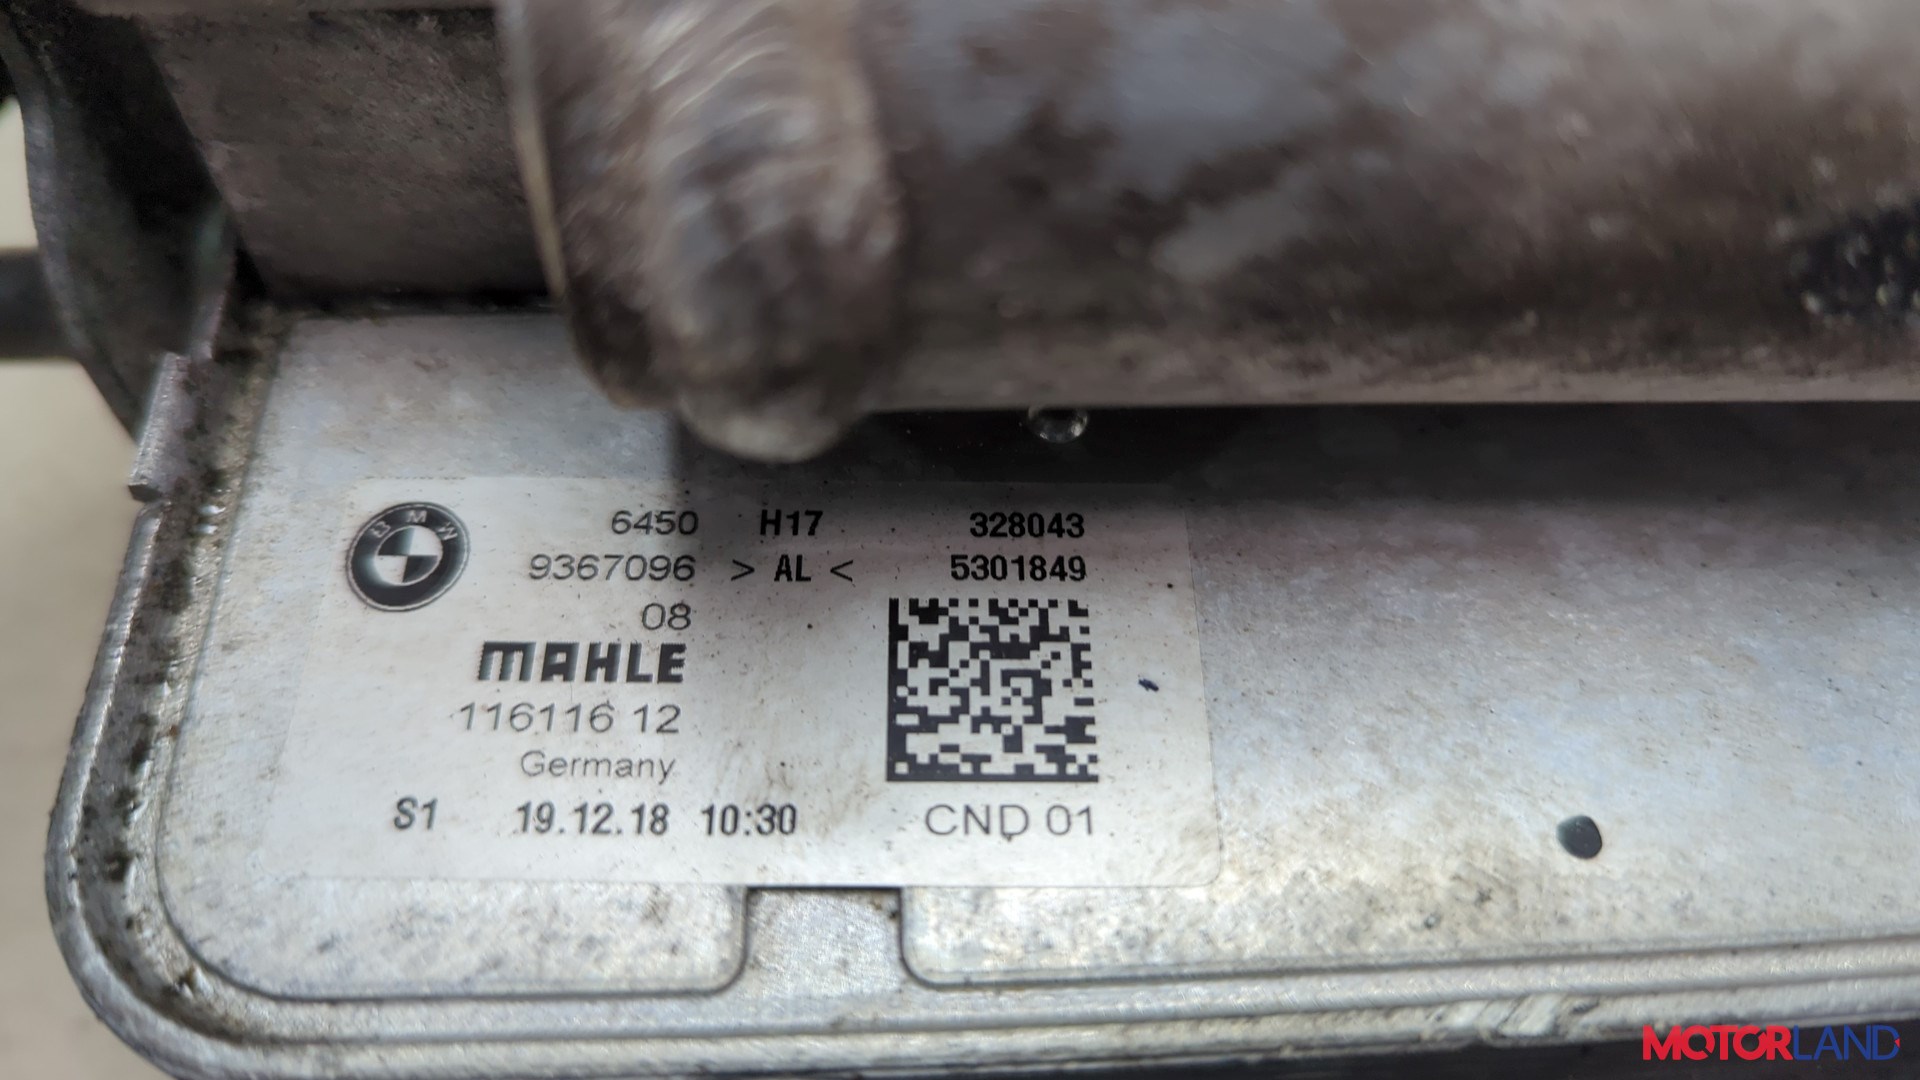 BMW
6450 H17 328043
9367096 > AL < 5301849
08
MAHLE
116116 12
Germany
S1 19.12.18 10:30 CND 01
MOTORLAND